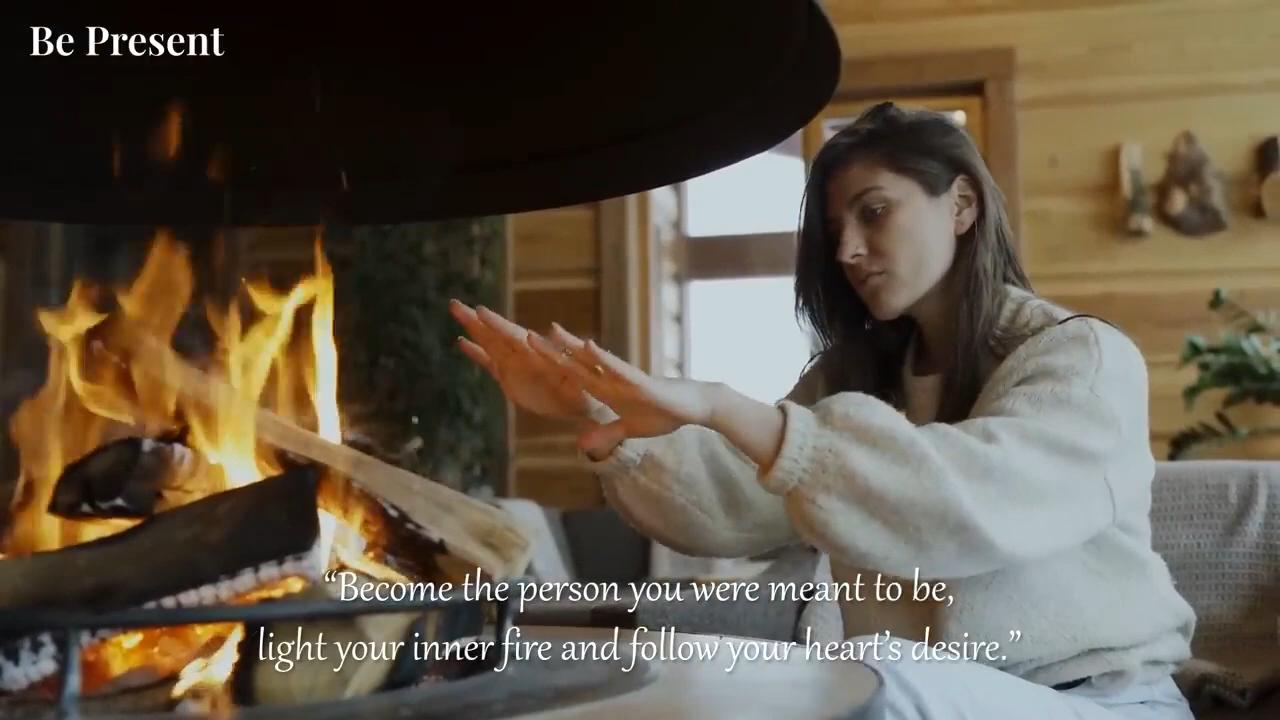 Be Present
“Become the person you were meant to be,
light your inner fire and follow your heart’s desire.”